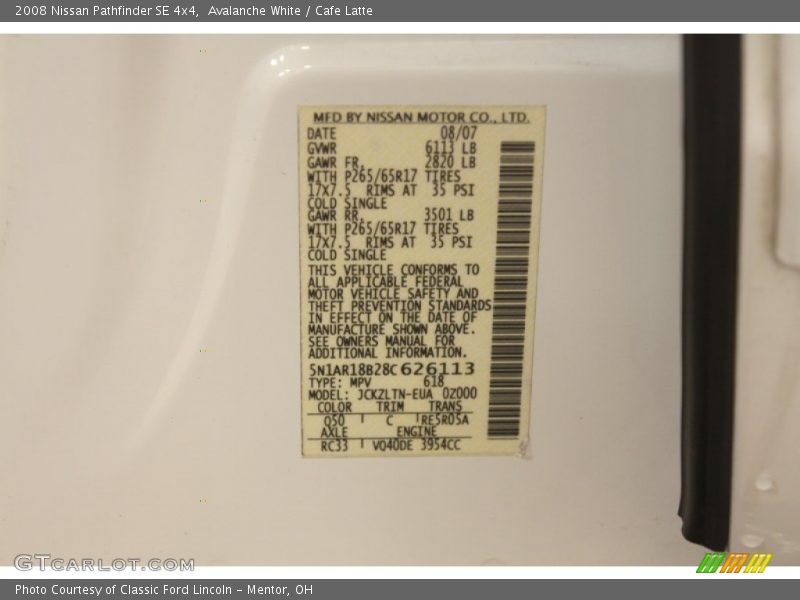 2008 Nissan Pathfinder SE 4x4,  Avalanche White / Cafe Latte
MFD BY NISSAN MOTOR CO., LTD.
DATE 08/07
GVWR 6113 LB
GAWR FR. 2820 LB
WITH P265/65R17 TIRES
17X7.5 RIMS AT 35 PSI
COLD SINGLE
GAWR RR. 3501 LB
WITH P265/65R17 TIRES
17X7.5 RIMS AT 35 PSI
COLD SINGLE
THIS VEHICLE CONFORMS TO
ALL APPLICABLE FEDERAL
MOTOR VEHICLE SAFETY AND
THEFT PREVENTION STANDARDS
IN EFFECT ON THE DATE OF
MANUFACTURE SHOWN ABOVE.
SEE OWNERS MANUAL FOR
ADDITIONAL INFORMATION.
5N1AR18B28C626113
TYPE: MPV 618
MODEL: JCKZLTN-EUA 0Z000
COLOR TRIM TRANS
Q50 C RE5R05A
AXLE ENGINE
RC33 VQ40DE 3954CC
GTCARLOT.COM
Photo Courtesy of Classic Ford Lincoln - Mentor, OH